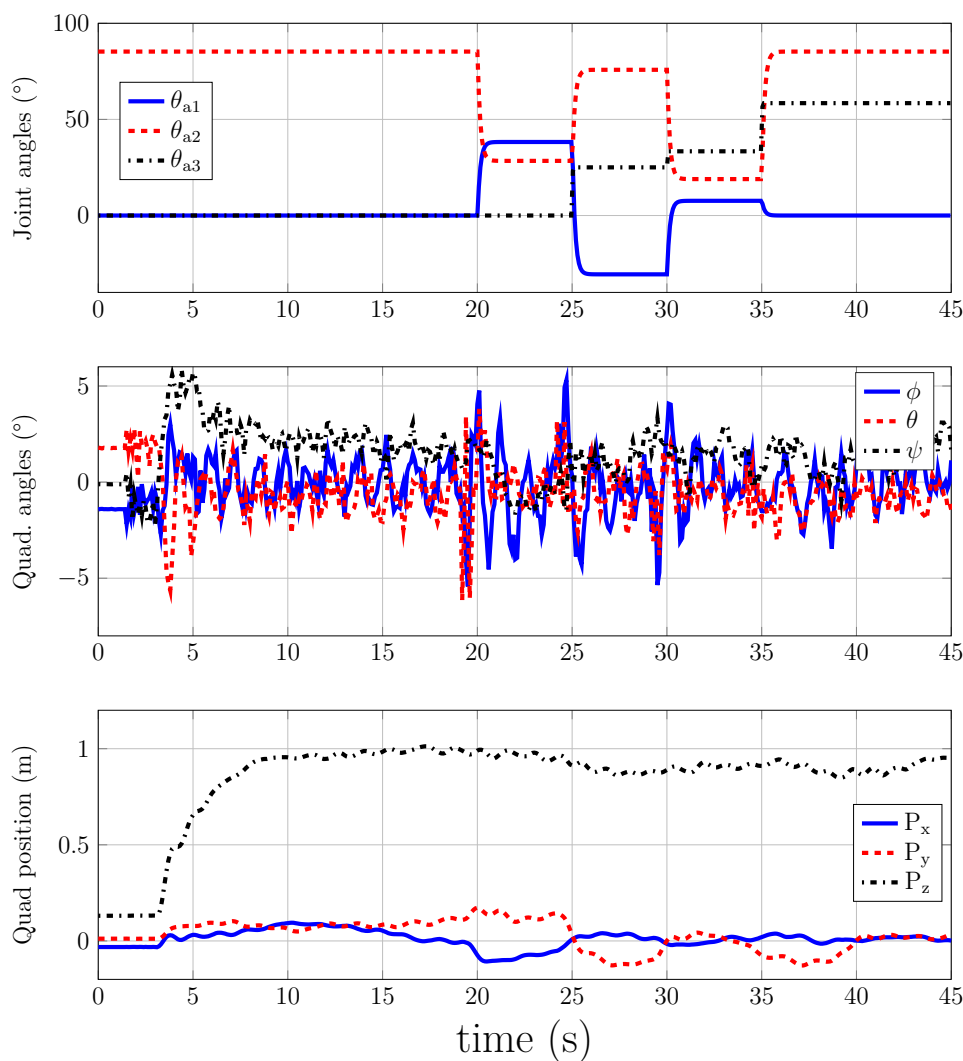 Joint angles (°)
100
50
0
θa1
θa2
θa3
0 5 10 15 20 25 30 35 40 45
Quad. angles (°)
5
0
−5
ϕ
θ
ψ
0 5 10 15 20 25 30 35 40 45
Quad position (m)
1
0.5
0
Px
Py
Pz
0 5 10 15 20 25 30 35 40 45
time (s)